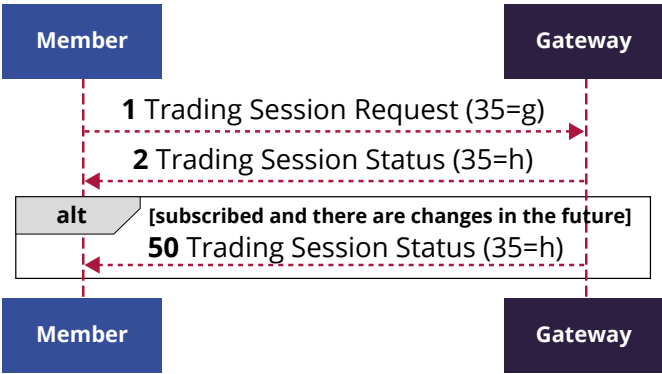 Member Gateway
1 Trading Session Request (35=g)
2 Trading Session Status (35=h)
alt [subscribed and there are changes in the future]
50 Trading Session Status (35=h)
Member Gateway